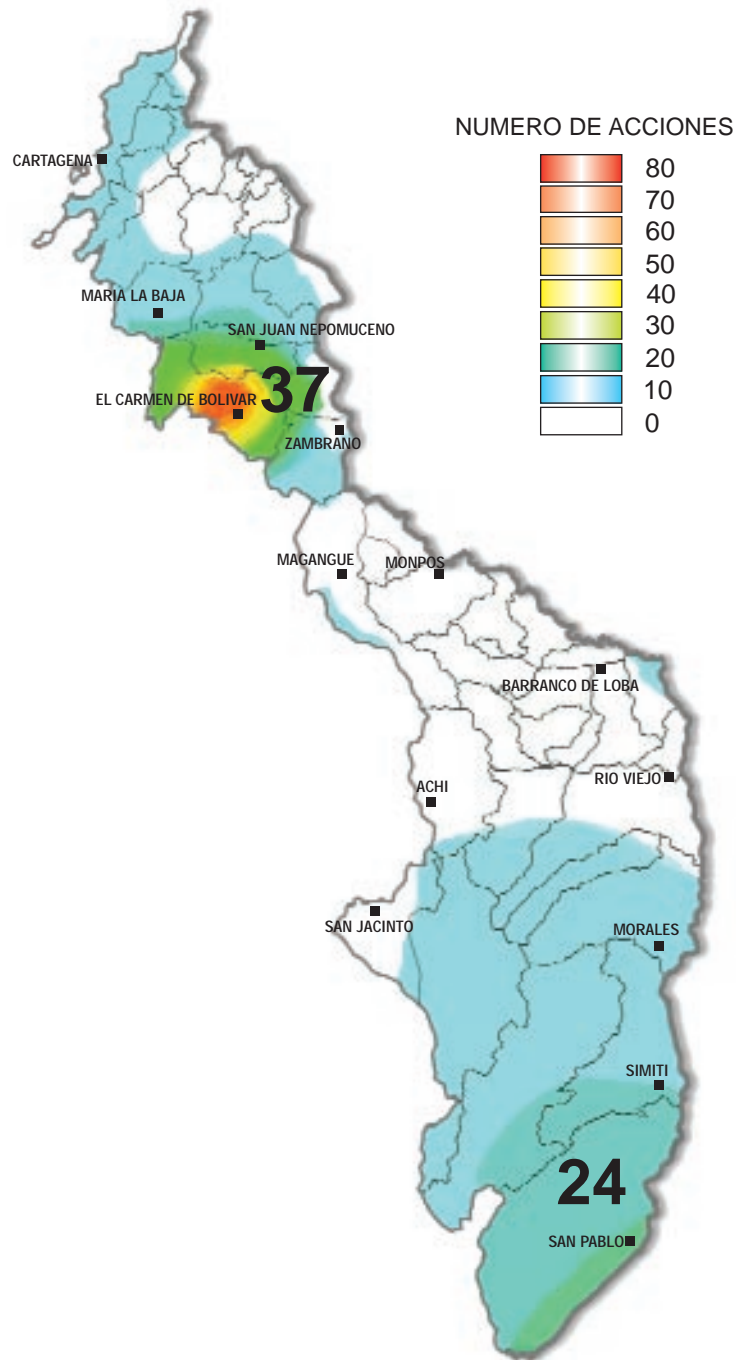 NUMERO DE ACCIONES
80
70
60
50
40
30
20
10
0
CARTAGENA
MARIA LA BAJA
SAN JUAN NEPOMUCENO
37
EL CARMEN DE BOLIVAR
ZAMBRANO
MAGANGUE
MONPOS
BARRANCO DE LOBA
RIO VIEJO
ACHI
SAN JACINTO
MORALES
SIMITI
24
SAN PABLO